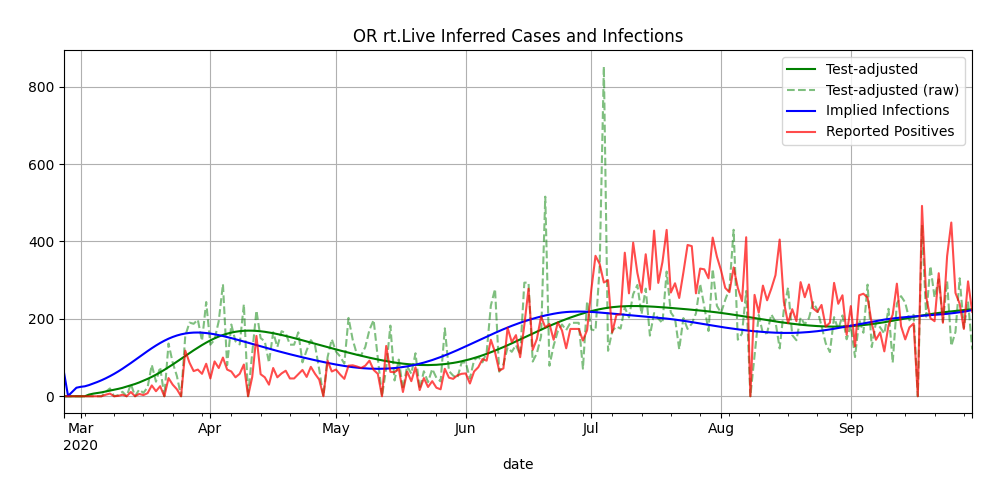 OR rt.Live Inferred Cases and Infections
Test-adjusted
Test-adjusted (raw)
Implied Infections
Reported Positives
800
600
400
200
0
Mar Apr May Jun Jul Aug Sep
2020
date